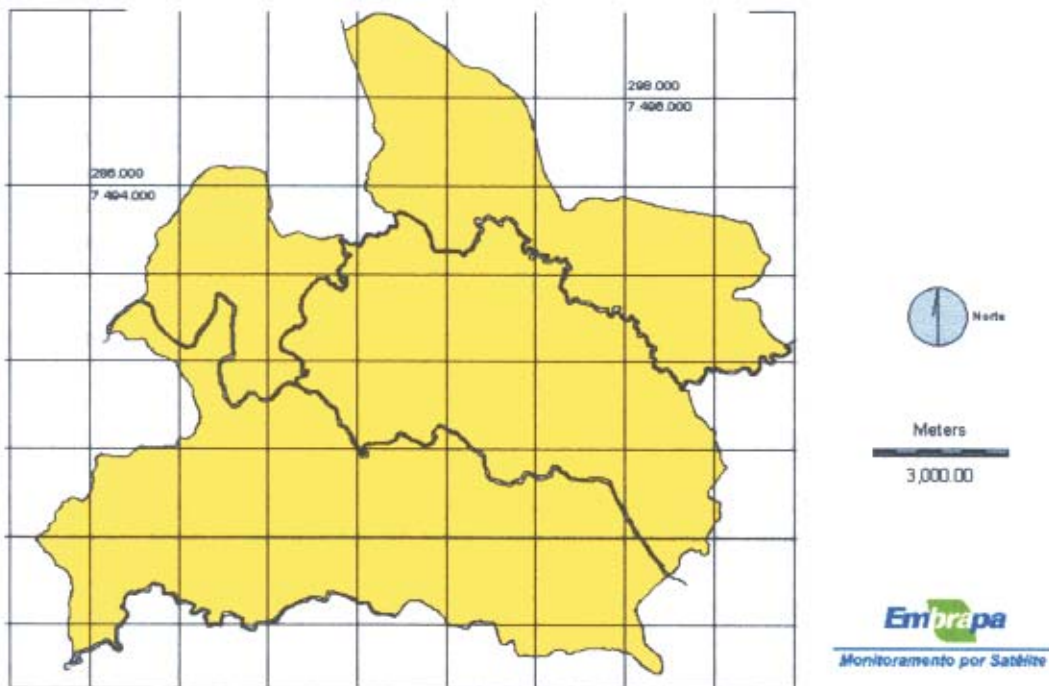 298.000
7 496.000
286.000
7 494.000
Norte
Meters
3,000.00
Embrapa
Monitoramento por Satélite